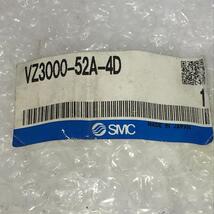 VZ3000-52A-4D
1
SMC
MADE IN JAPAN